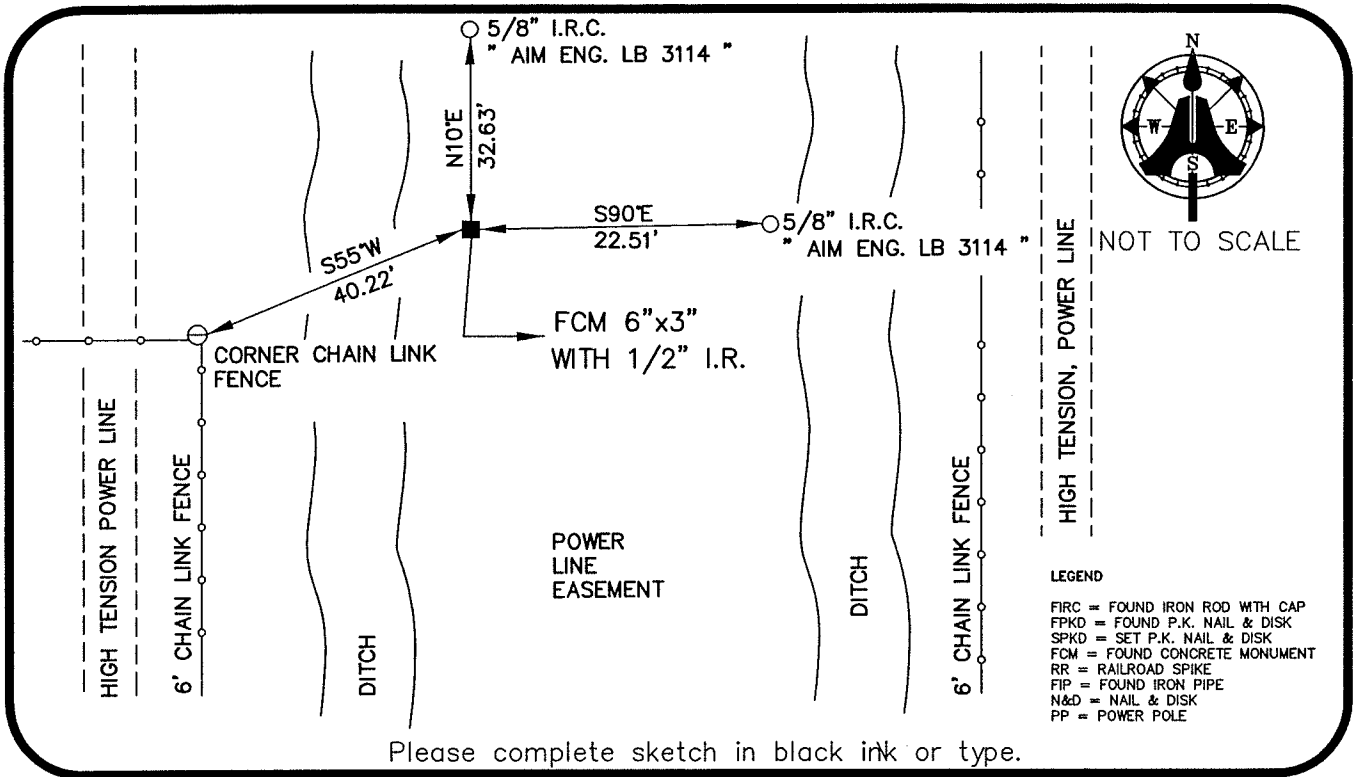 5/8" I.R.C.
" AIM ENG. LB 3114 "
N10°E
32.63'
S90°E
22.51'
5/8" I.R.C.
" AIM ENG. LB 3114 "
S55°W
40.22'
FCM 6"x3"
WITH 1/2" I.R.
CORNER CHAIN LINK
FENCE
HIGH TENSION POWER LINE
6' CHAIN LINK FENCE
DITCH
POWER
LINE
EASEMENT
DITCH
6' CHAIN LINK FENCE
HIGH TENSION, POWER LINE
N
W E
S
NOT TO SCALE
LEGEND
FIRC = FOUND IRON ROD WITH CAP
FPKD = FOUND P.K. NAIL & DISK
SPKD = SET P.K. NAIL & DISK
FCM = FOUND CONCRETE MONUMENT
RR = RAILROAD SPIKE
FIP = FOUND IRON PIPE
N&D = NAIL & DISK
PP = POWER POLE
Please complete sketch in black ink or type.